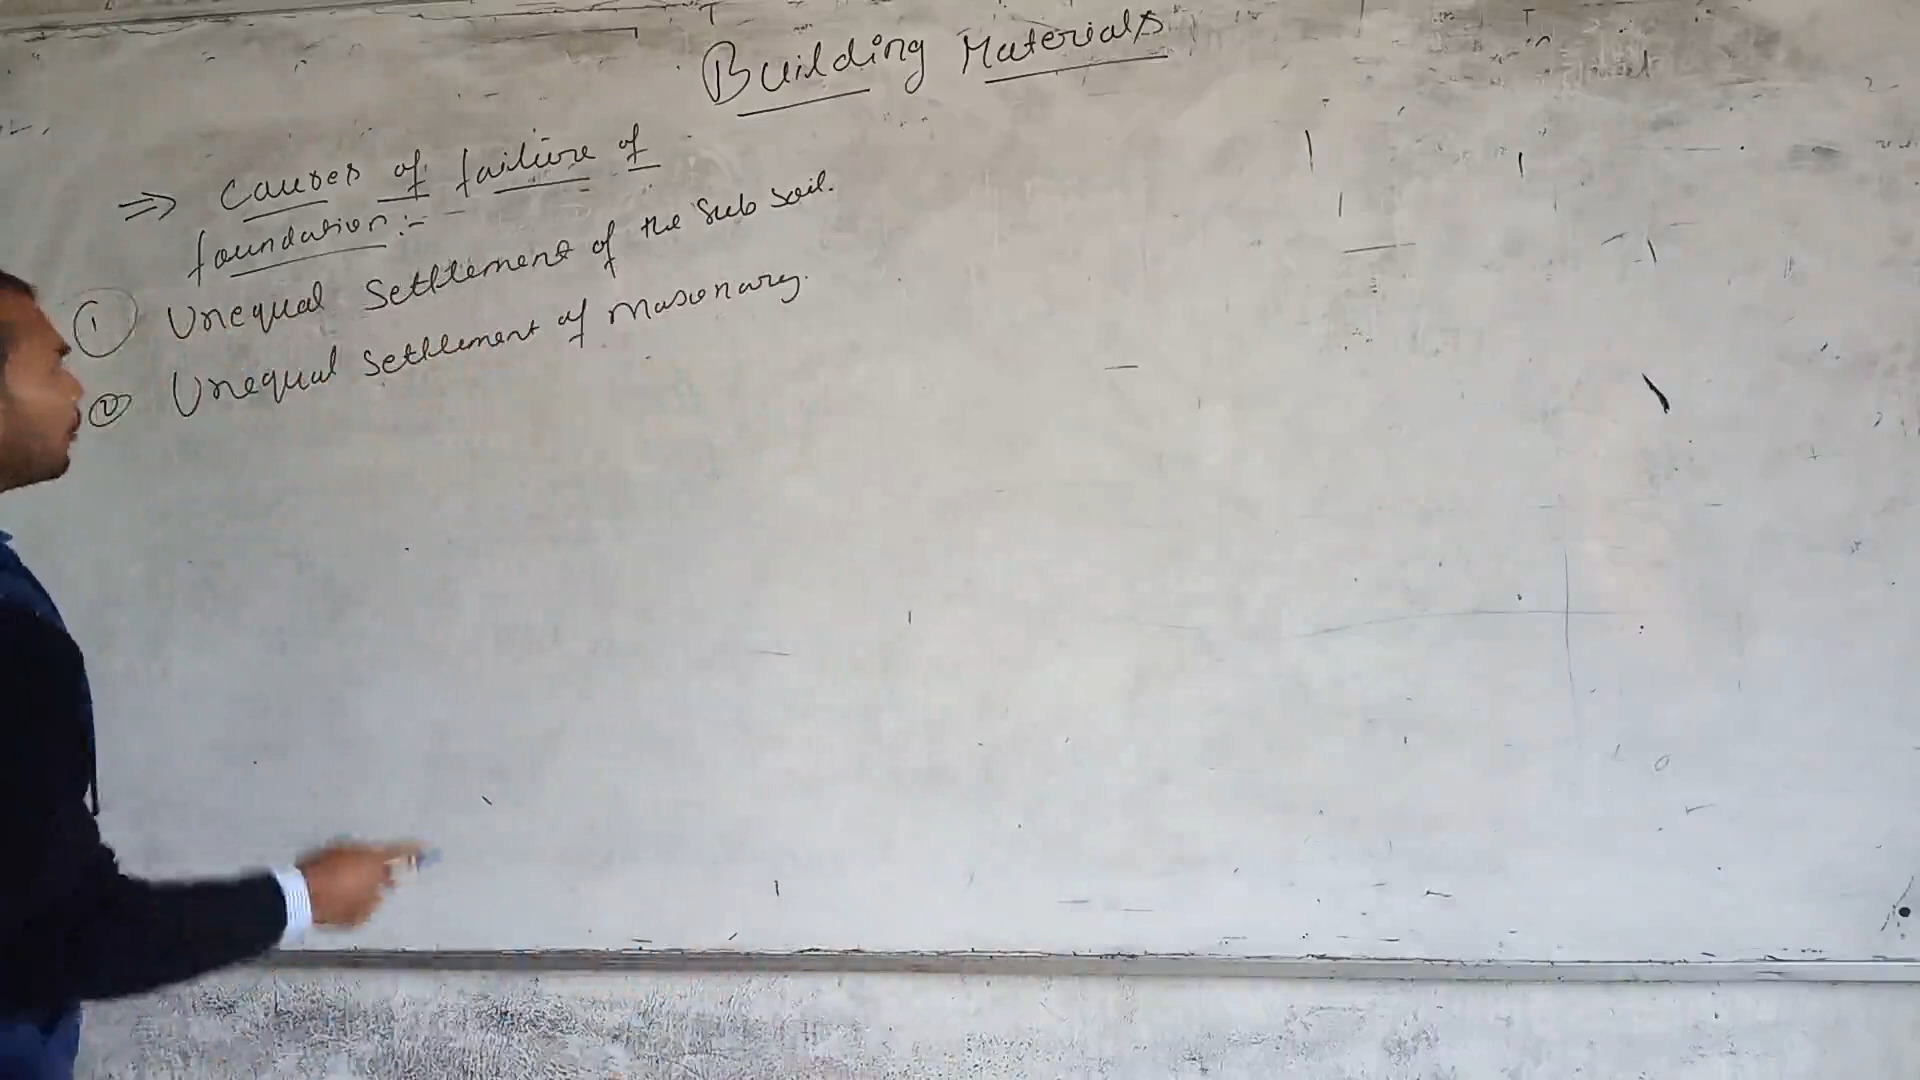 Building Materials
⇒ Causes of failure of
foundation :-
① Unequal Settlement of the Sub soil.
② Unequal settlement of masonary.